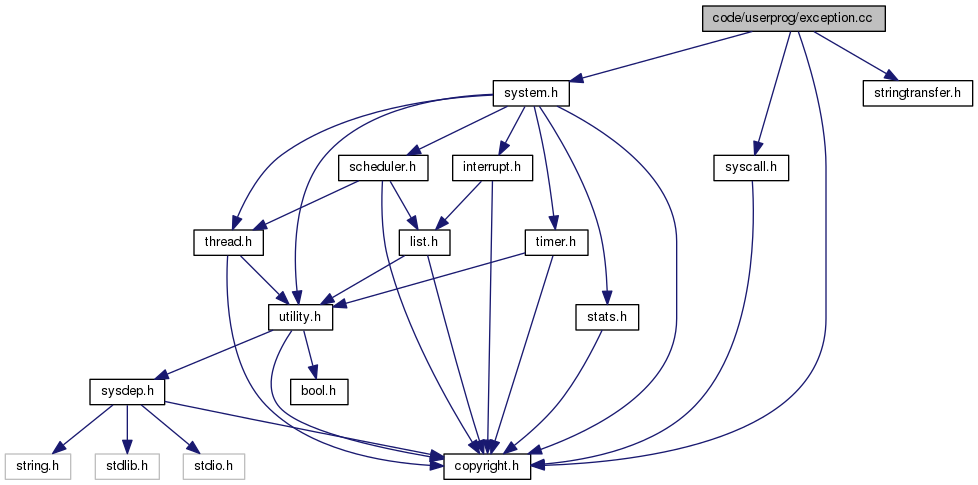 code/userprog/exception.cc
system.h
stringtransfer.h
scheduler.h
interrupt.h
syscall.h
thread.h
list.h
timer.h
utility.h
stats.h
sysdep.h
bool.h
string.h
stdlib.h
stdio.h
copyright.h